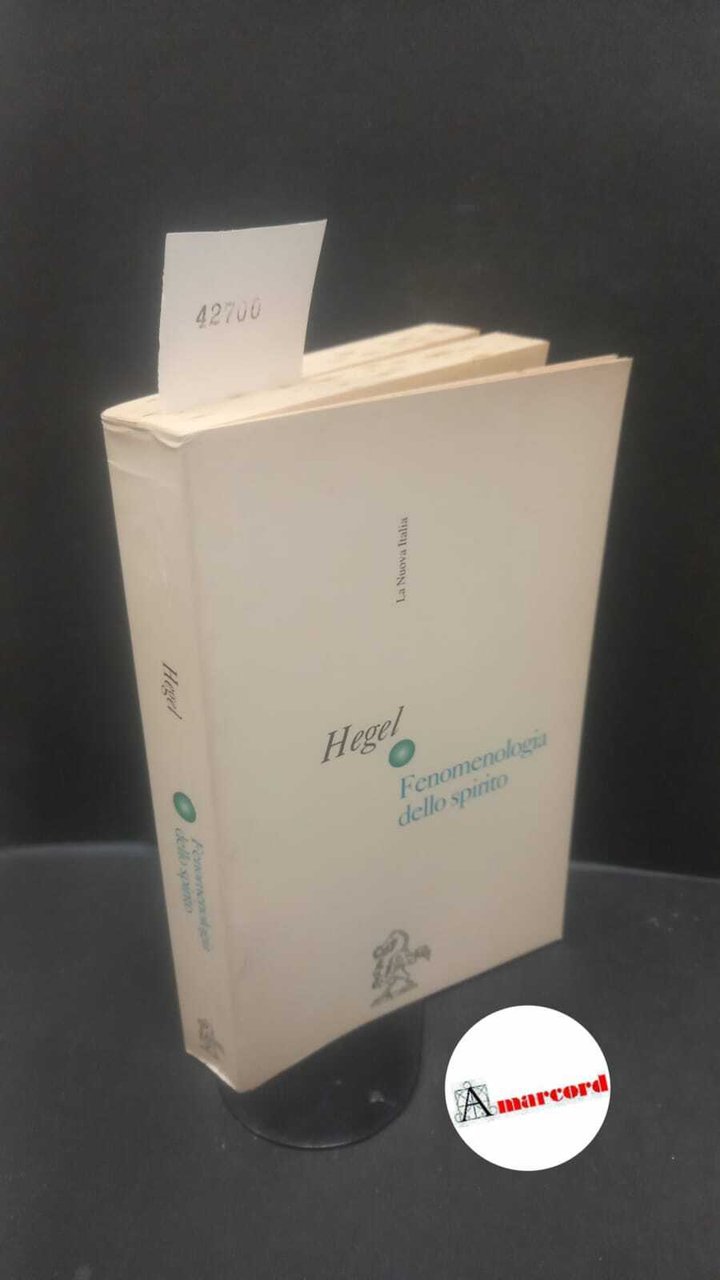 42700
La Nuova Italia
Hegel
Fenomenologia
dello spirito
Hegel
Fenomenologia
dello spirito
Amarcord